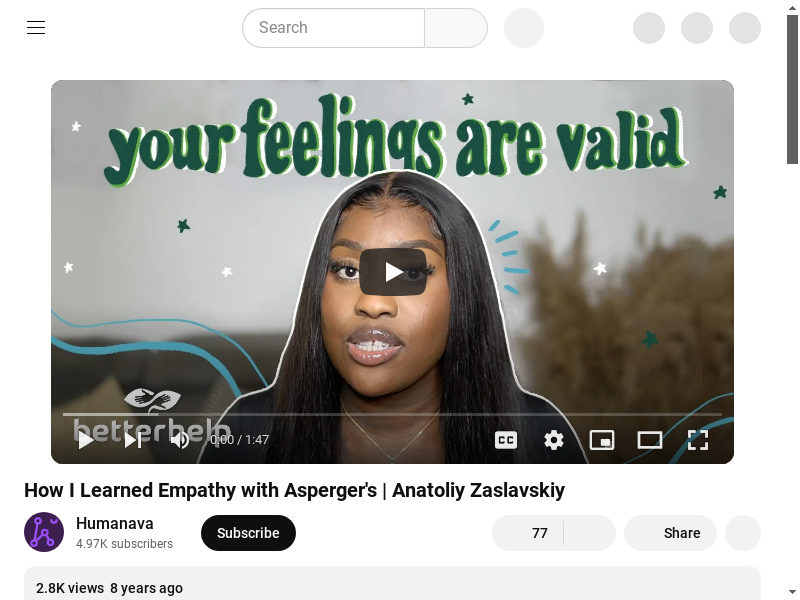 Search
your feelings are valid
betterhelp
0:00 / 1:47
CC
How I Learned Empathy with Asperger's | Anatoliy Zaslavskiy
Humanava
4.97K subscribers
Subscribe
77
Share
2.8K views 8 years ago